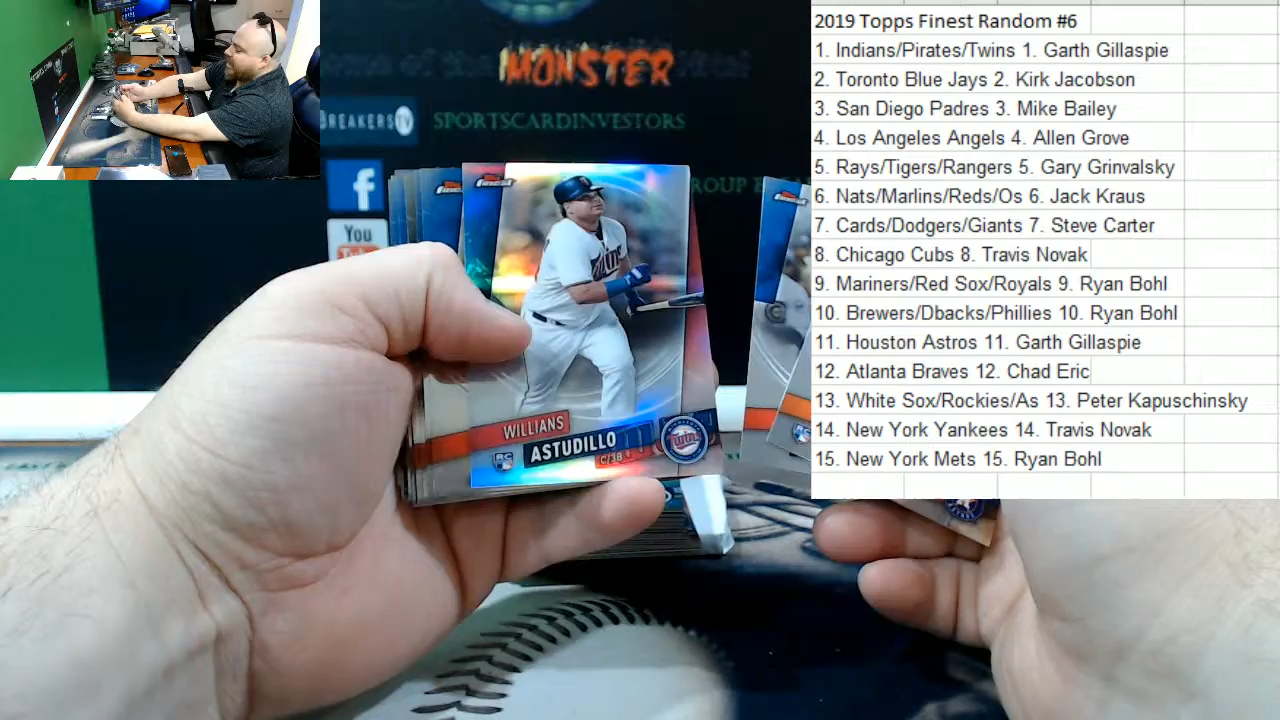 2019 Topps Finest Random #6
1. Indians/Pirates/Twins 1. Garth Gillaspie
2. Toronto Blue Jays 2. Kirk Jacobson
3. San Diego Padres 3. Mike Bailey
4. Los Angeles Angels 4. Allen Grove
5. Rays/Tigers/Rangers 5. Gary Grinvalsky
6. Nats/Marlins/Reds/Os 6. Jack Kraus
7. Cards/Dodgers/Giants 7. Steve Carter
8. Chicago Cubs 8. Travis Novak
9. Mariners/Red Sox/Royals 9. Ryan Bohl
10. Brewers/Dbacks/Phillies 10. Ryan Bohl
11. Houston Astros 11. Garth Gillaspie
12. Atlanta Braves 12. Chad Eric
13. White Sox/Rockies/As 13. Peter Kapuschinsky
14. New York Yankees 14. Travis Novak
15. New York Mets 15. Ryan Bohl
MONSTER
BREAKERS TV
SPORTSCARDINVESTORS
f
You
finest
Twins
WILLIANS
ASTUDILLO
C/3B
RC